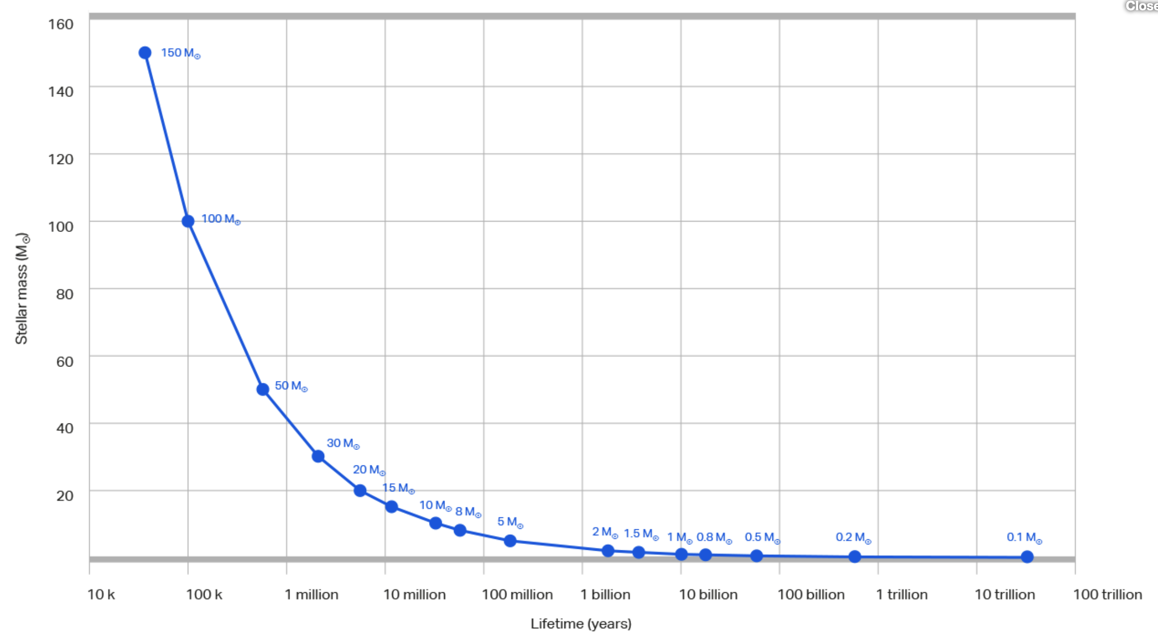 Close
160
150 M☉
140
120
100 M☉
100
80
60
50 M☉
40
30 M☉
20 M☉
15 M☉
20
10 M☉
8 M☉
5 M☉
2 M☉
1.5 M☉
1 M☉
0.8 M☉
0.5 M☉
0.2 M☉
0.1 M☉
Stellar mass (M☉)
10 k
100 k
1 million
10 million
100 million
1 billion
10 billion
100 billion
1 trillion
10 trillion
100 trillion
Lifetime (years)